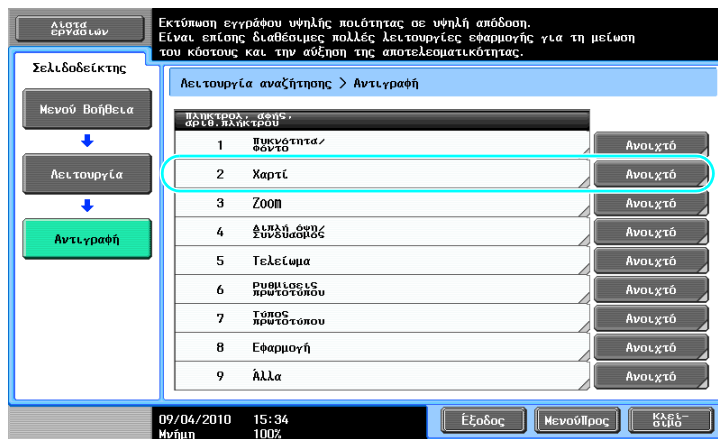 Λίστα
εργασιών
Εκτύπωση εγγράφου υψηλής ποιότητας σε υψηλή απόδοση.
Είναι επίσης διαθέσιμες πολλές λειτουργίες εφαρμογής για τη μείωση
του κόστους και την αύξηση της αποτελεσματικότητας.
Σελιδοδείκτης
Λειτουργία αναζήτησης > Αντιγραφή
Μενού Βοήθεια
Λειτουργία
Αντιγραφή
Πληκτρολ. αφής,
αριθ.πλήκτρου
1 Πυκνότητα/
φόντο Ανοιχτό
2 Χαρτί Ανοιχτό
3 Zoom Ανοιχτό
4 Διπλή όψη/
Συνδυασμός Ανοιχτό
5 Τελείωμα Ανοιχτό
6 Ρυθμίσεις
πρωτοτύπου Ανοιχτό
7 Τύπος
πρωτοτύπου Ανοιχτό
8 Εφαρμογή Ανοιχτό
9 Άλλα Ανοιχτό
09/04/2010 15:34
Μνήμη 100%
Έξοδος ΜενούΠρος Κλεί-
σιμο